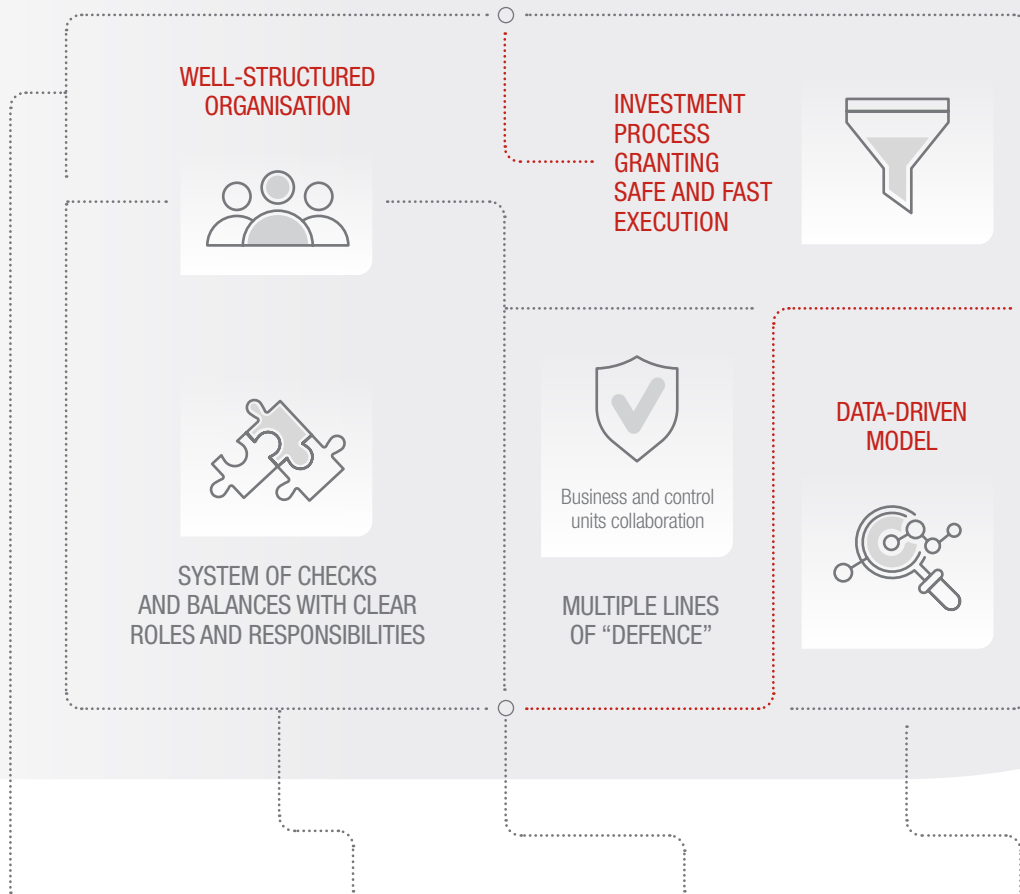 WELL-STRUCTURED
ORGANISATION
INVESTMENT
PROCESS
GRANTING
SAFE AND FAST
EXECUTION
SYSTEM OF CHECKS
AND BALANCES WITH CLEAR
ROLES AND RESPONSIBILITIES
Business and control
units collaboration
MULTIPLE LINES
OF “DEFENCE”
DATA-DRIVEN
MODEL